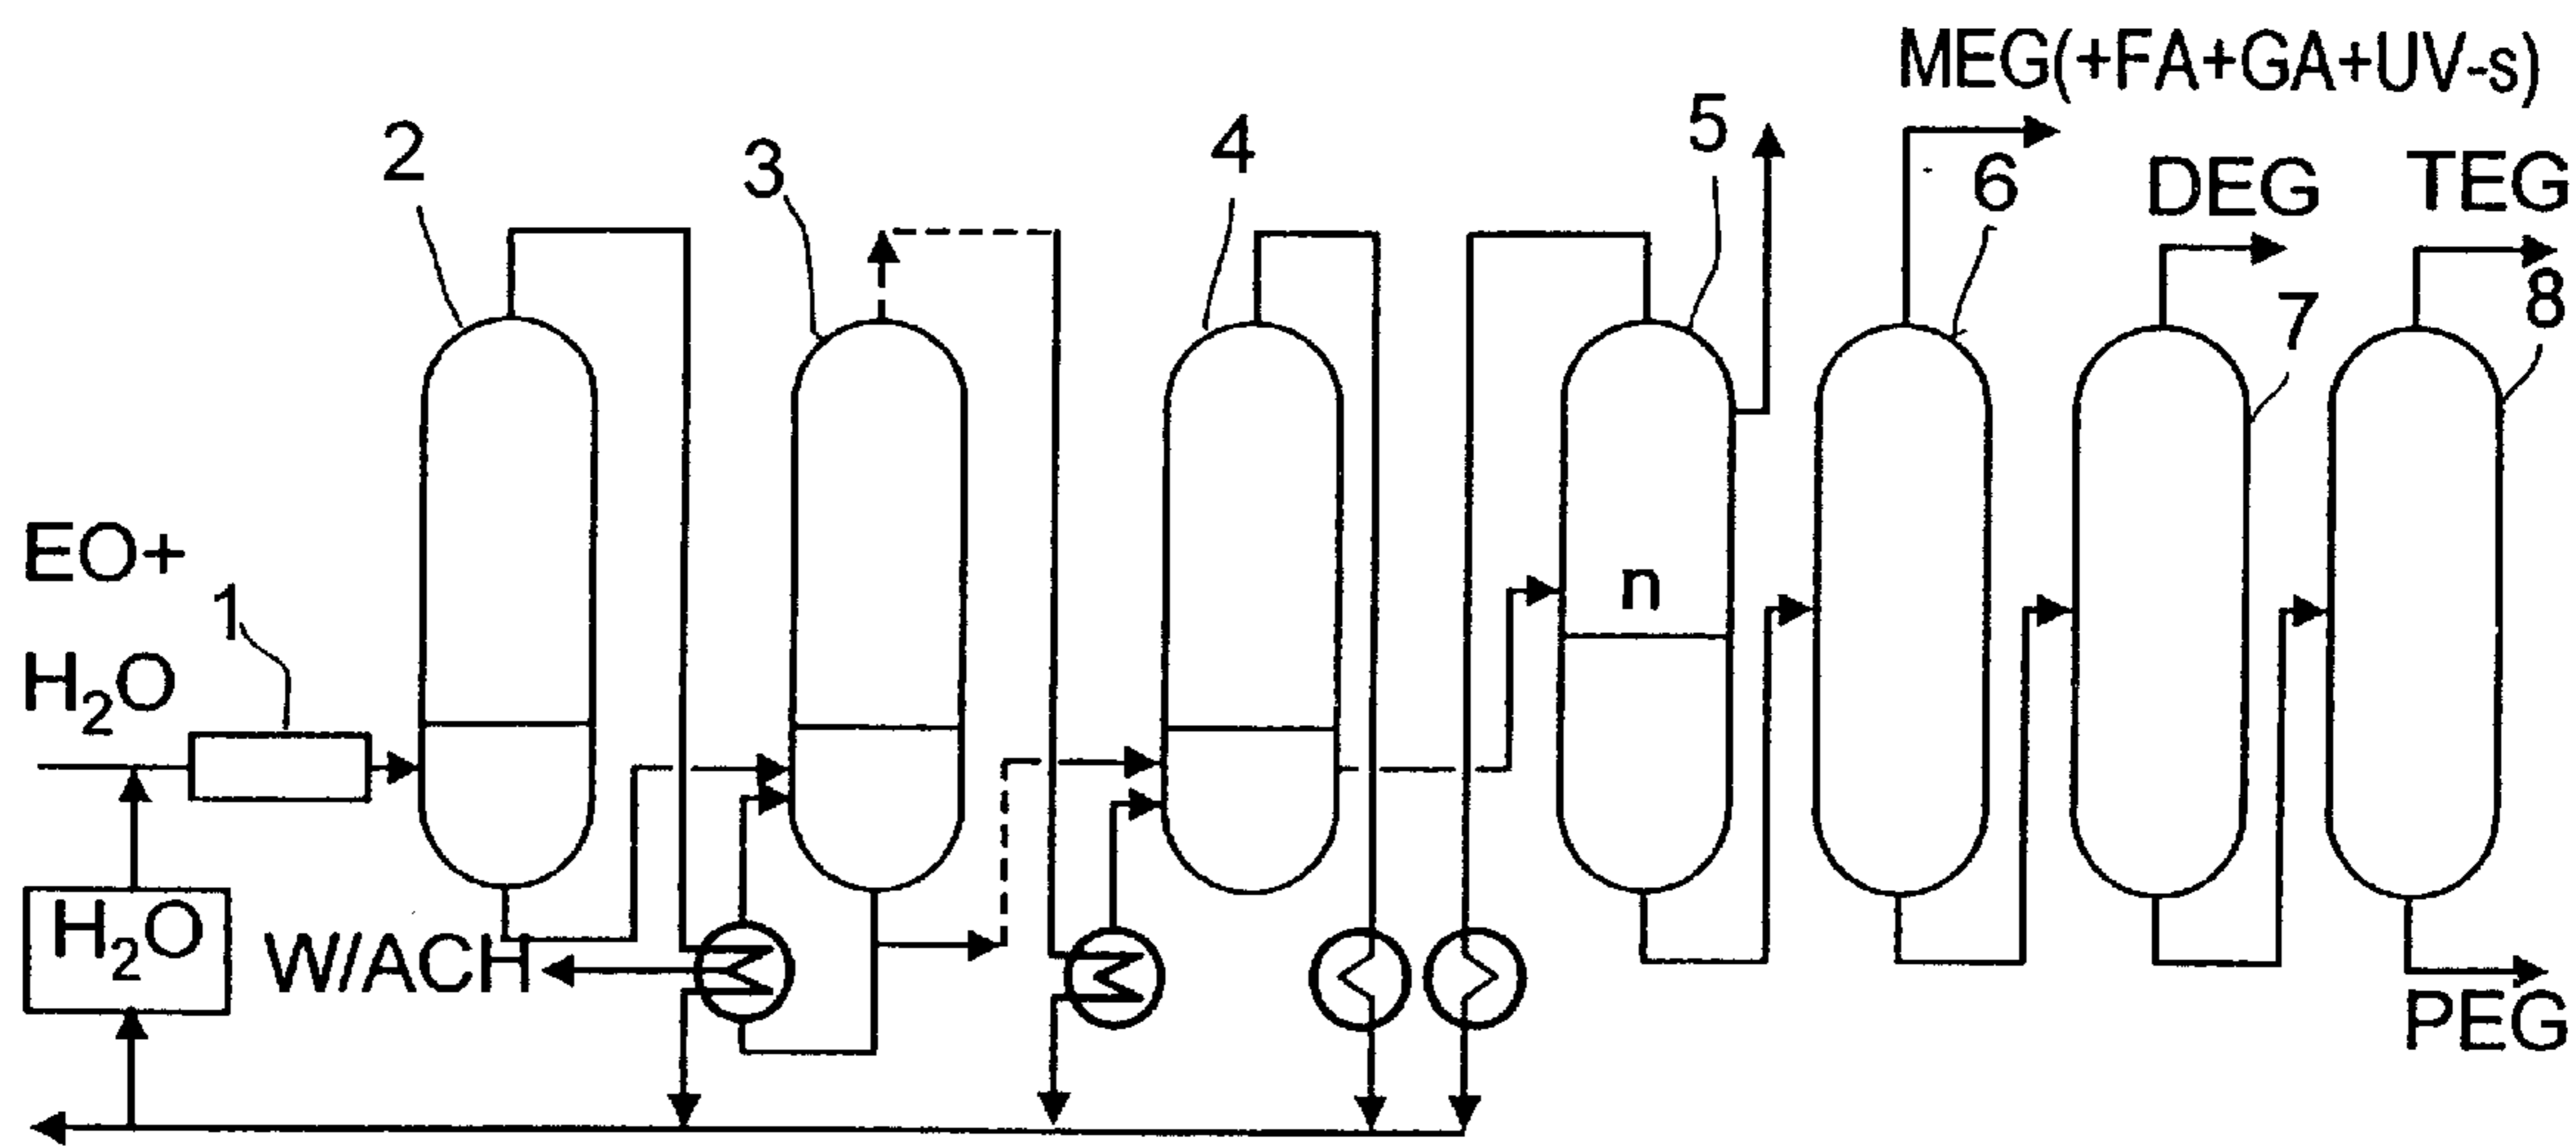 MEG(+FA+GA+UV-s)
2
3
4
5
6
DEG
TEG
7
8
EO+
H₂O
1
n
H₂O
W/ACH
PEG